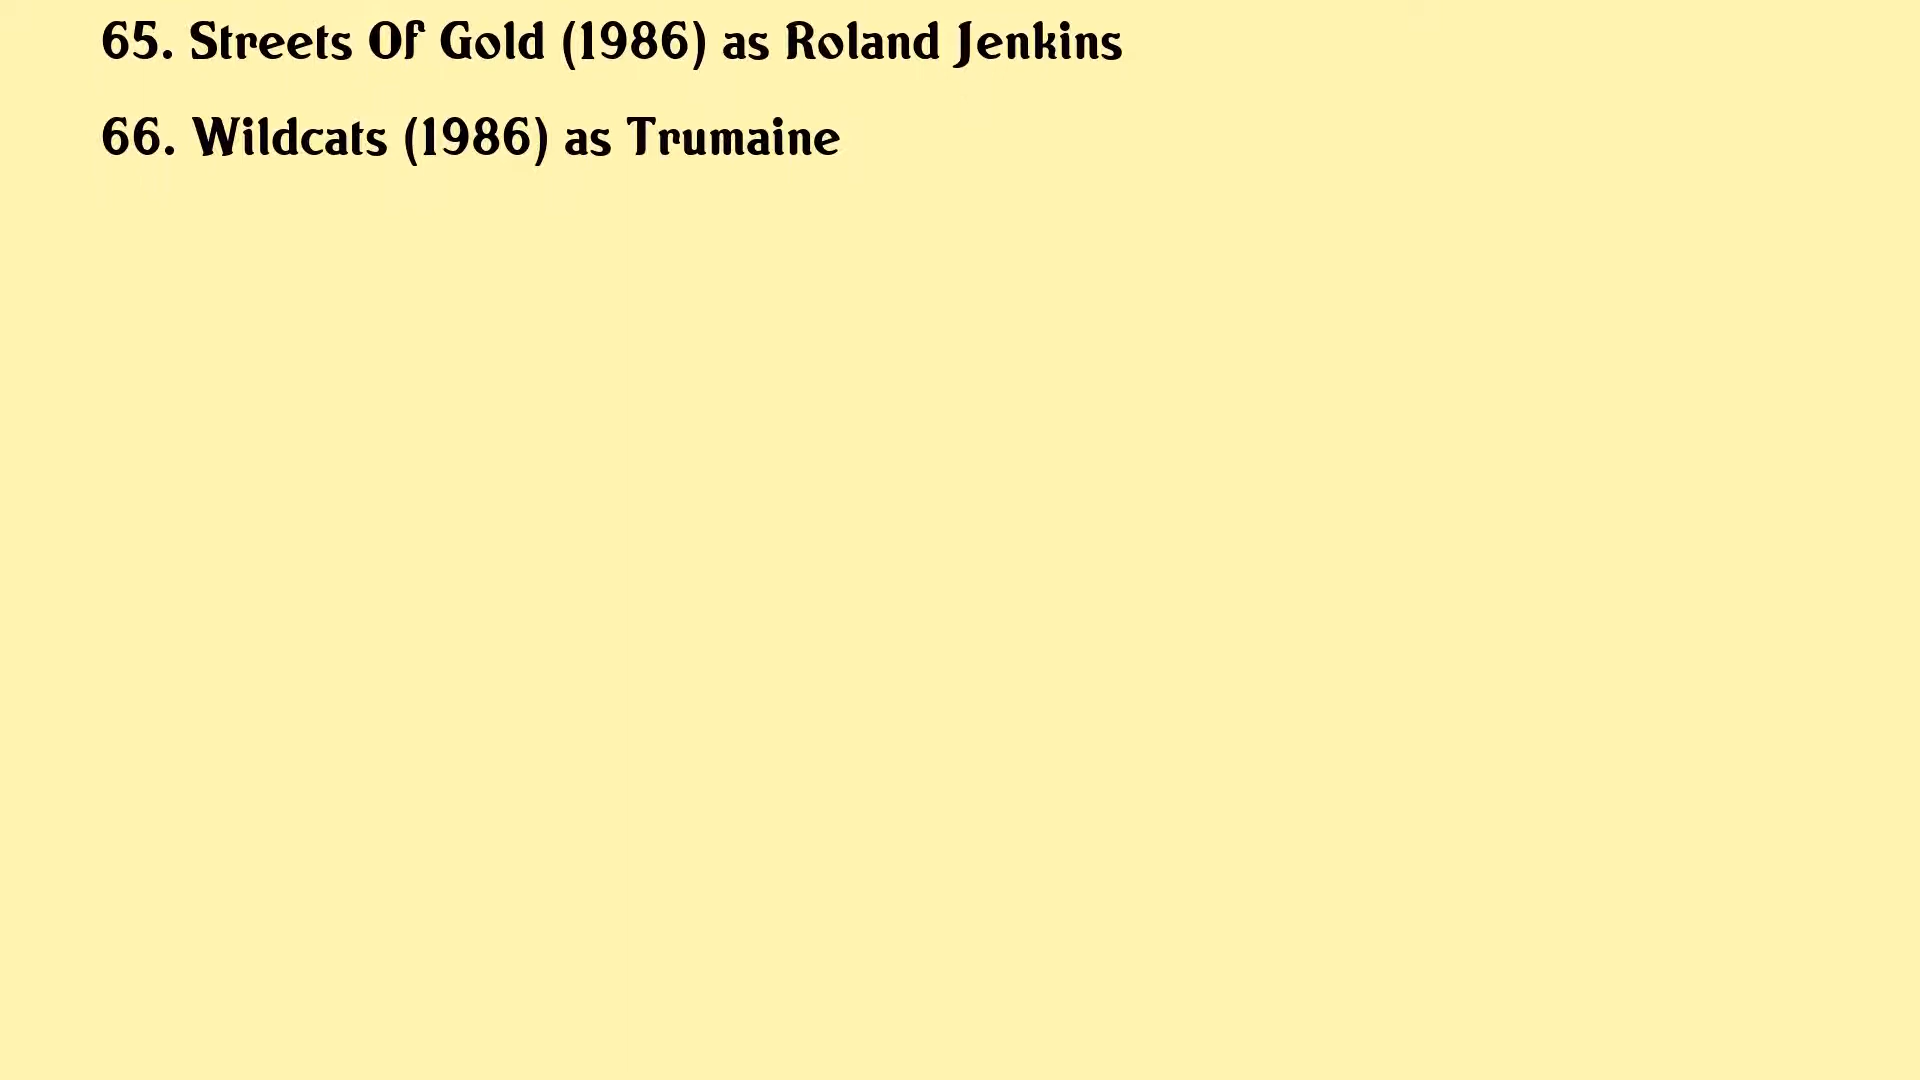 65. Streets Of Gold (1986) as Roland Jenkins
66. Wildcats (1986) as Trumaine